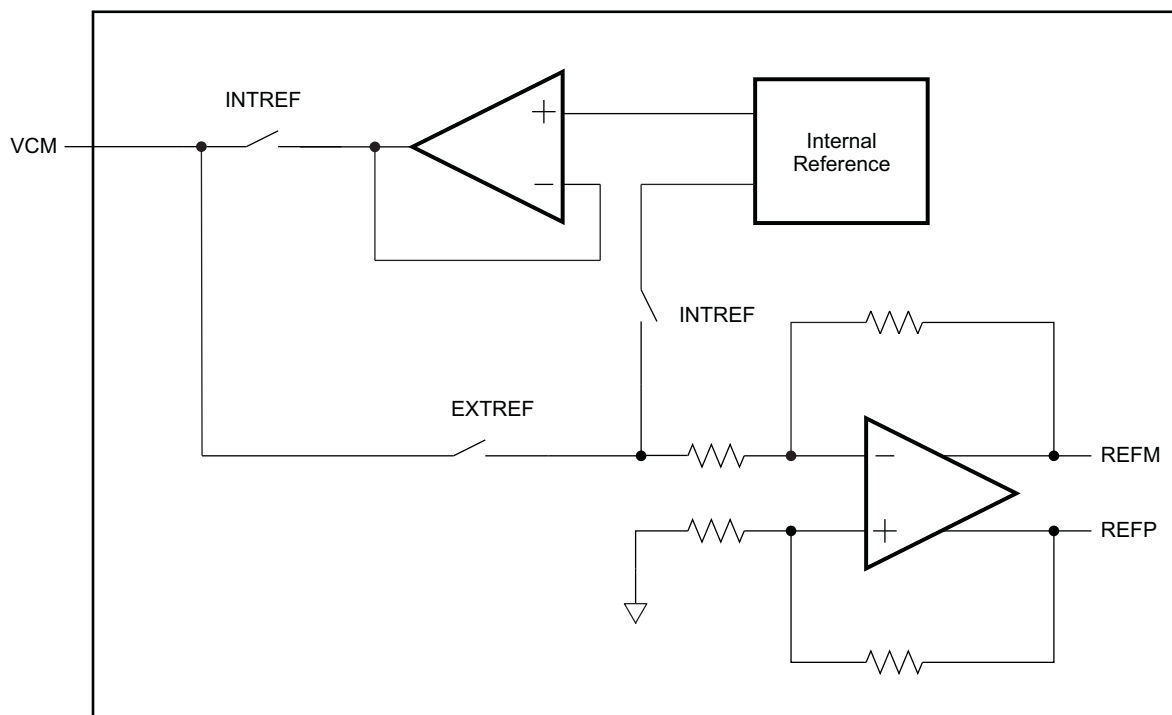 INTREF
VCM
+
−
Internal
Reference
INTREF
EXTREF
−
REFM
+
REFP